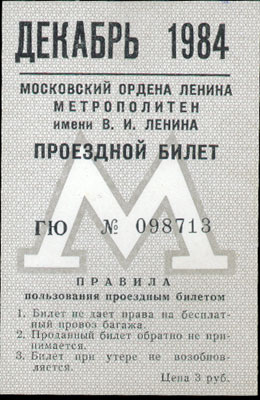 ДЕКАБРЬ 1984
МОСКОВСКИЙ ОРДЕНА ЛЕНИНА
МЕТРОПОЛИТЕН
имени В. И. ЛЕНИНА
ПРОЕЗДНОЙ БИЛЕТ
М
ГЮ № 098713
ПРАВИЛА
пользования проездным билетом
1. Билет не дает права на бесплат-
ный провоз багажа.
2. Проданный билет обратно не при-
нимается.
3. Билет при утере не возобнов-
ляется.
Цена 3 руб.